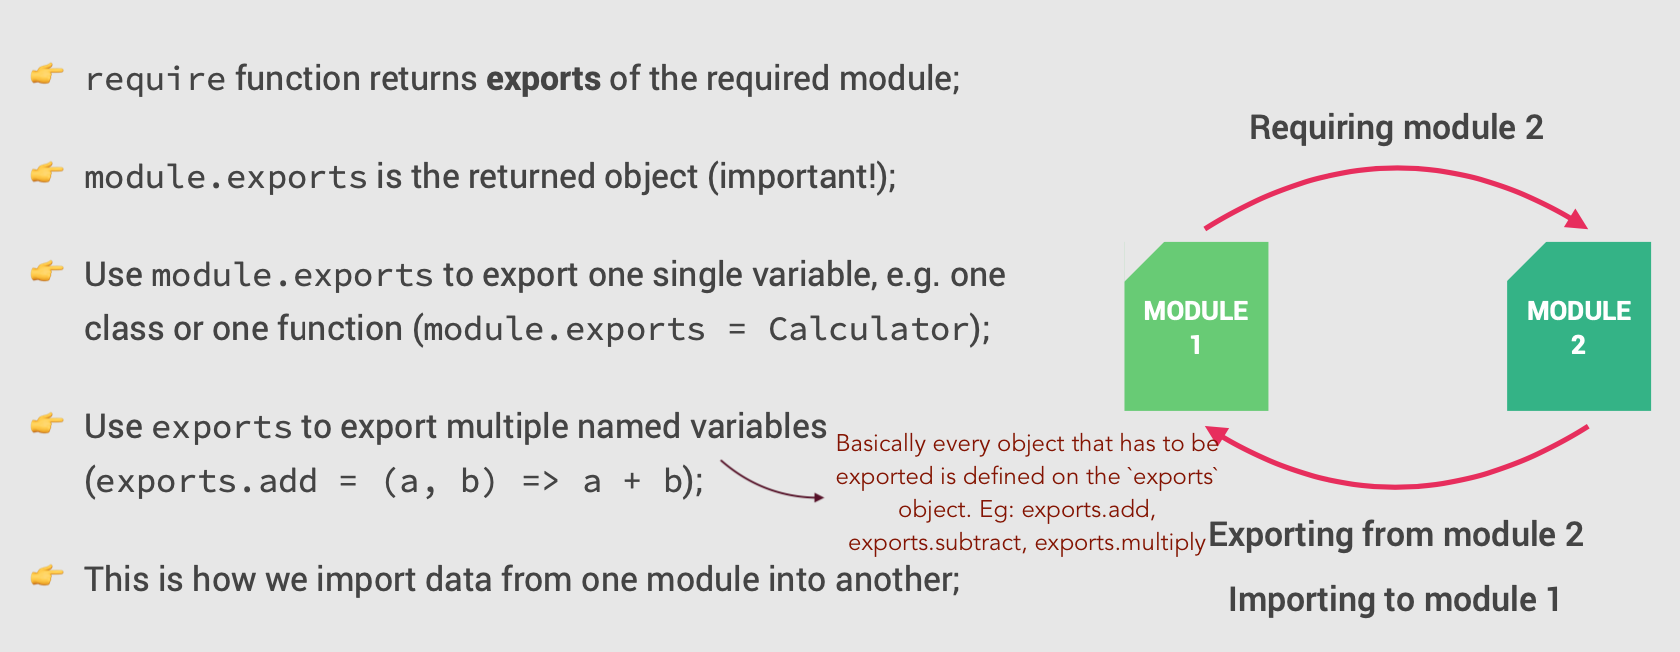 👉 require function returns exports of the required module;
👉 module.exports is the returned object (important!);
👉 Use module.exports to export one single variable, e.g. one
class or one function (module.exports = Calculator);
👉 Use exports to export multiple named variables
(exports.add = (a, b) => a + b);
Basically every object that has to be
exported is defined on the `exports`
object. Eg: exports.add,
exports.subtract, exports.multiply
👉 This is how we import data from one module into another;
Requiring module 2
MODULE
1
MODULE
2
Exporting from module 2
Importing to module 1